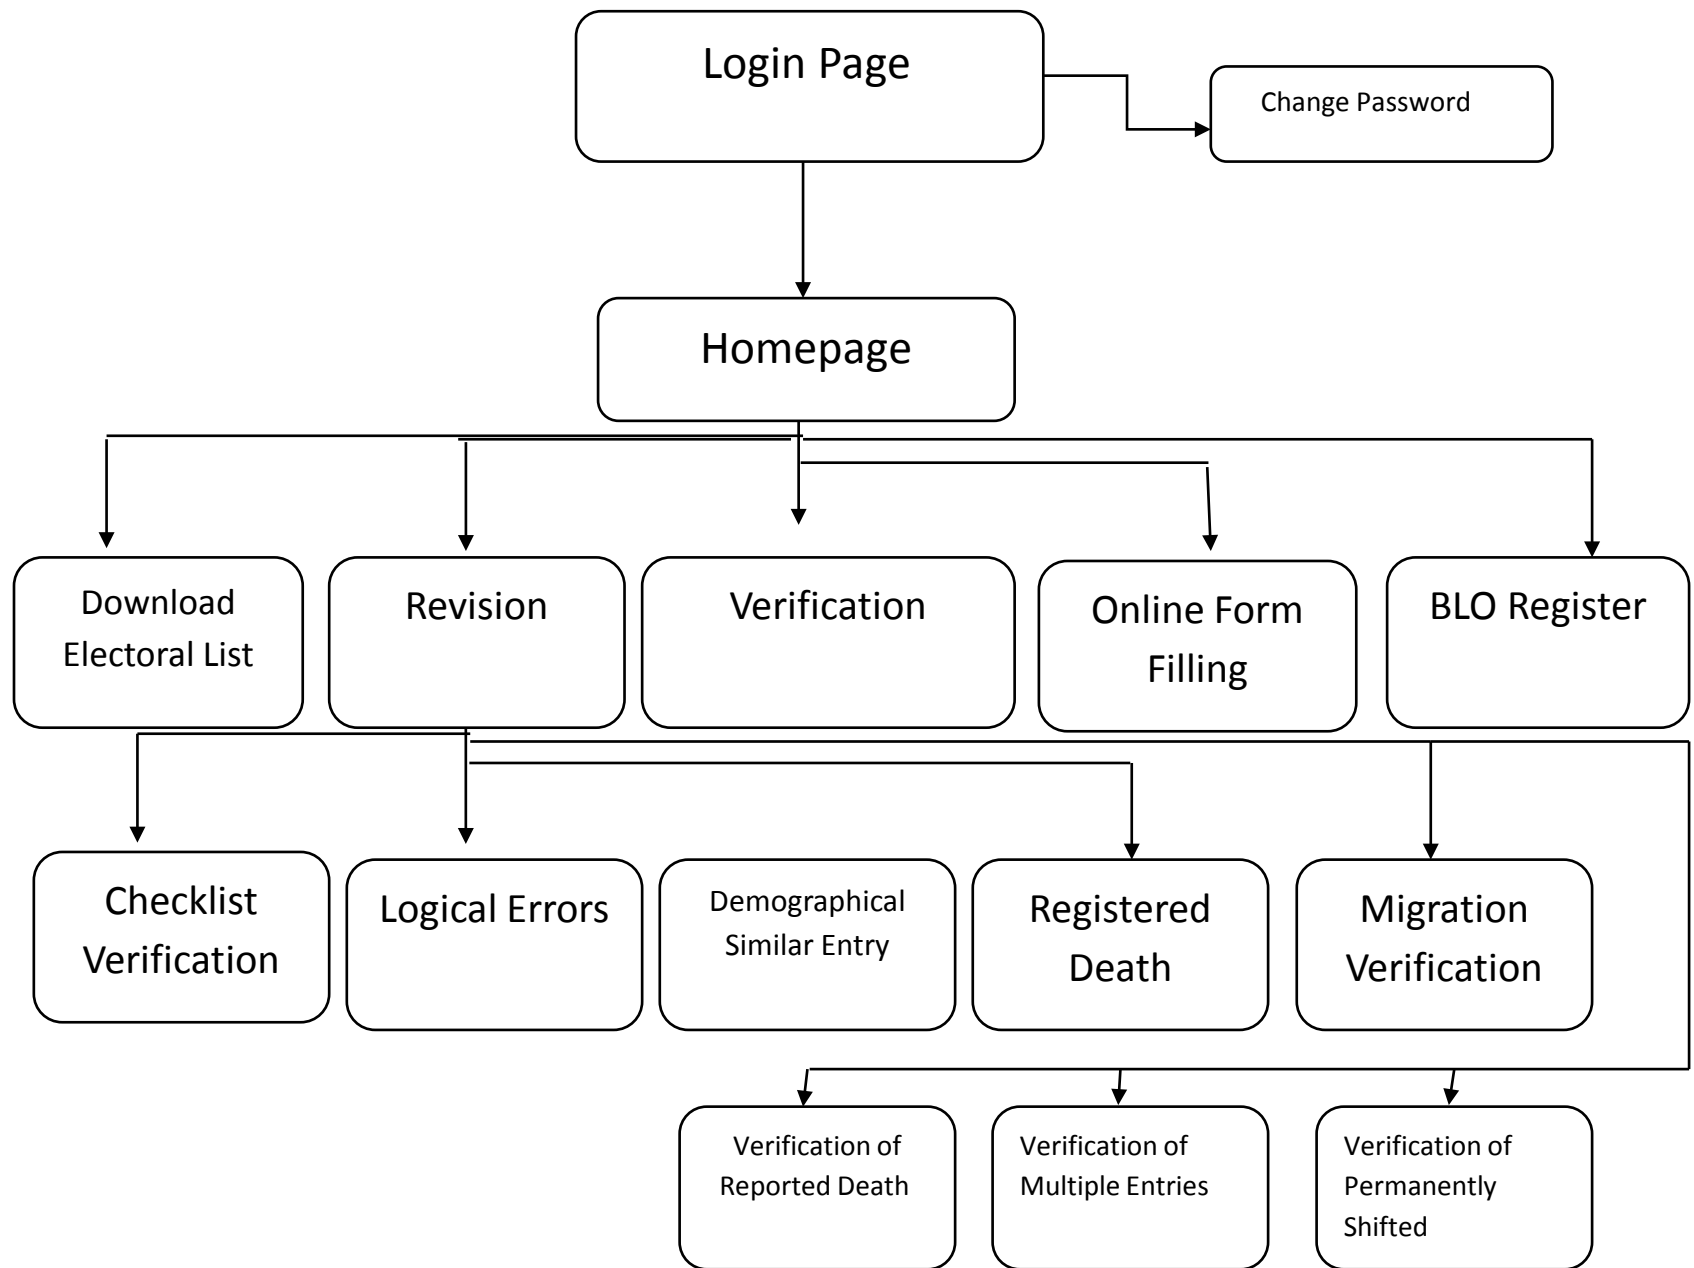 Login Page
Change Password
Homepage
Download
Electoral List
Revision
Verification
Online Form
Filling
BLO Register
Checklist
Verification
Logical Errors
Demographical
Similar Entry
Registered
Death
Migration
Verification
Verification of
Reported Death
Verification of
Multiple Entries
Verification of
Permanently
Shifted